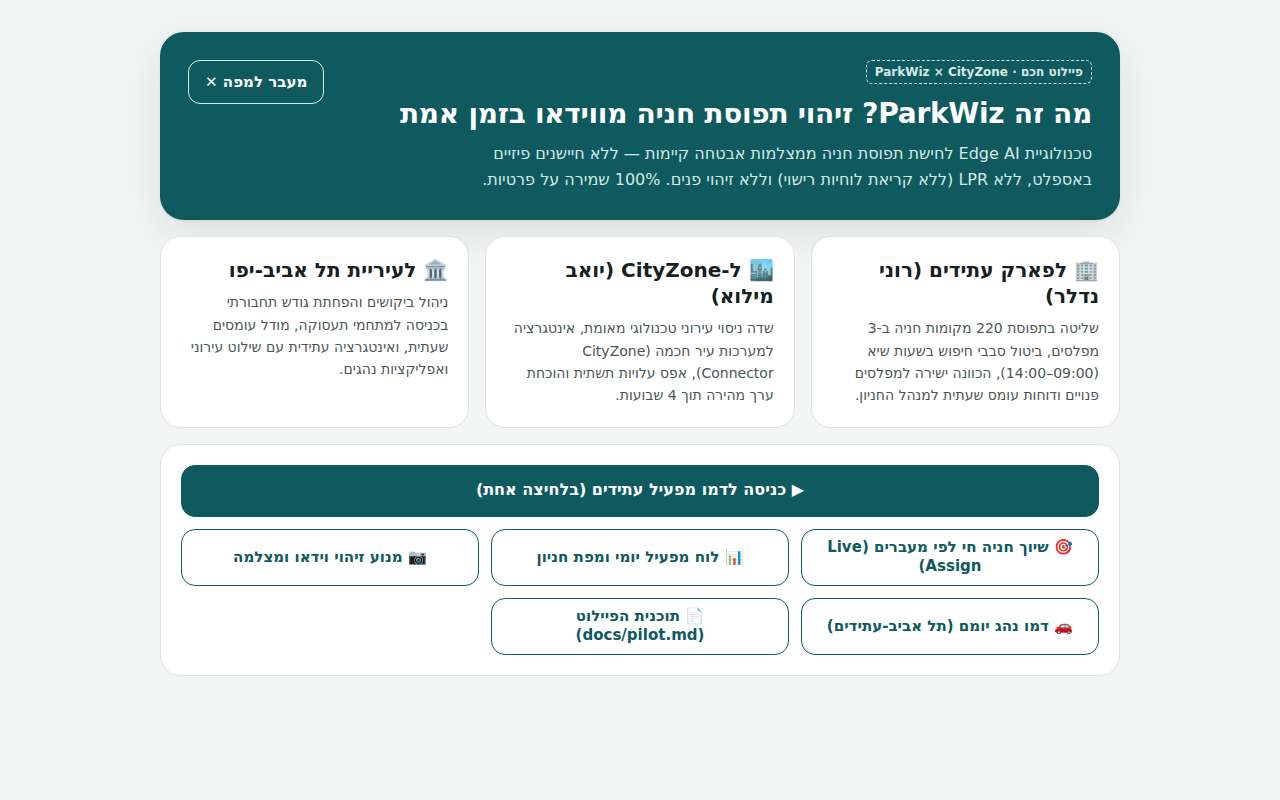 פיילוט חכם · ParkWiz × CityZone
מעבר למפה ✕
מה זה ParkWiz? זיהוי תפוסת חניה מווידאו בזמן אמת
טכנולוגיית Edge AI לחישת תפוסת חניה ממצלמות אבטחה קיימות — ללא חיישנים פיזיים
באספלט, ללא LPR (ללא קריאת לוחיות רישוי) וללא זיהוי פנים. 100% שמירה על פרטיות.
🏢 לפארק עתידים (רוני
נדלר)
שליטה בתפוסת 220 מקומות חניה ב-3
מפלסים, ביטול סבבי חיפוש בשעות שיא
(09:00–14:00), הכוונה ישירה למפלסים
פנויים ודוחות עומס שעתית למנהל החניון.
🏙️ ל-CityZone (יואב
מילוא)
שדה ניסוי עירוני טכנולוגי מאומת, אינטגרציה
למערכות עיר חכמה (CityZone
Connector), אפס עלויות תשתית והוכחת
ערך מהירה תוך 4 שבועות.
🏛️ לעיריית תל אביב-יפו
ניהול ביקושים והפחתת גודש תחבורתי
בכניסה למתחמי תעסוקה, מודל עומסים
שעתית, ואינטגרציה עתידית עם שילוט עירוני
ואפליקציות נהגים.
▶ כניסה לדמו מפעיל עתידים (בלחיצה אחת)
🎯 שיוך חניה חי לפי מעברים (Live
Assign)
📊 לוח מפעיל יומי ומפת חניון
📷 מנוע זיהוי וידאו ומצלמה
🚗 דמו נהג יומם (תל אביב-עתידים)
📄 תוכנית הפיילוט
(docs/pilot.md)